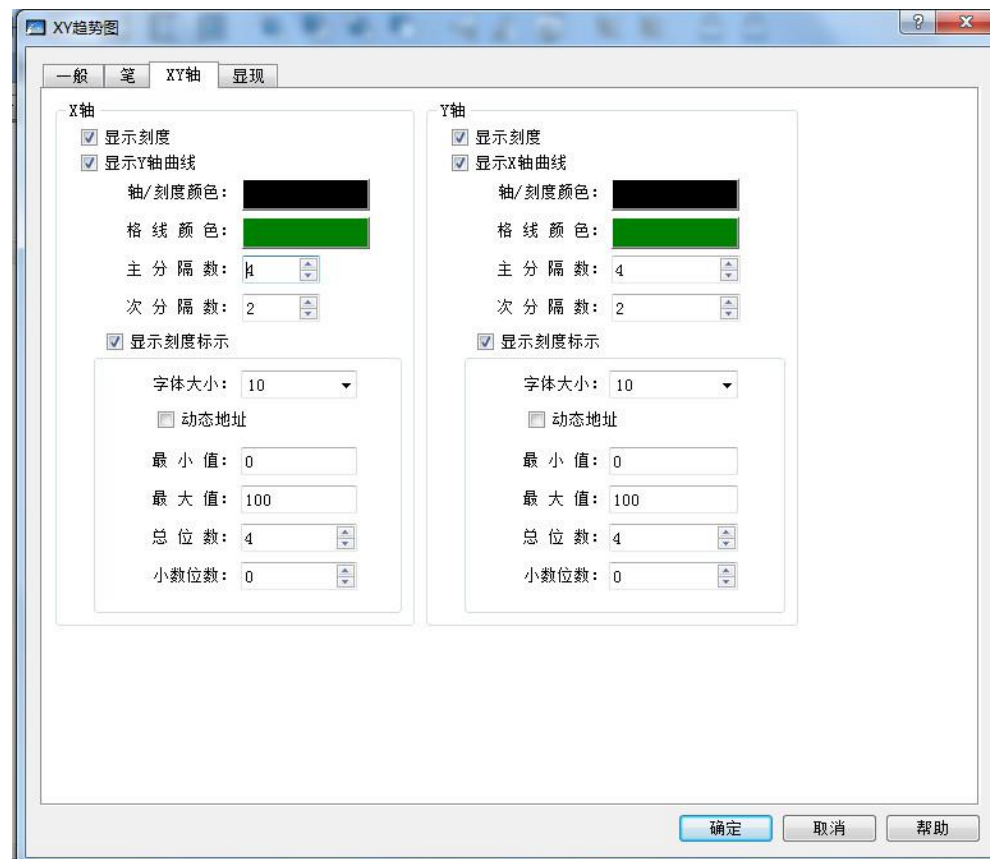 XY趋势图
一般 笔 XY轴 显现
X轴
显示刻度
显示Y轴曲线
轴/刻度颜色：
格 线 颜 色：
主 分 隔 数： 4
次 分 隔 数： 2
显示刻度标示
字体大小： 10
动态地址
最 小 值： 0
最 大 值： 100
总 位 数： 4
小数位数： 0
Y轴
显示刻度
显示X轴曲线
轴/刻度颜色：
格 线 颜 色：
主 分 隔 数： 4
次 分 隔 数： 2
显示刻度标示
字体大小： 10
动态地址
最 小 值： 0
最 大 值： 100
总 位 数： 4
小数位数： 0
确定 取消 帮助